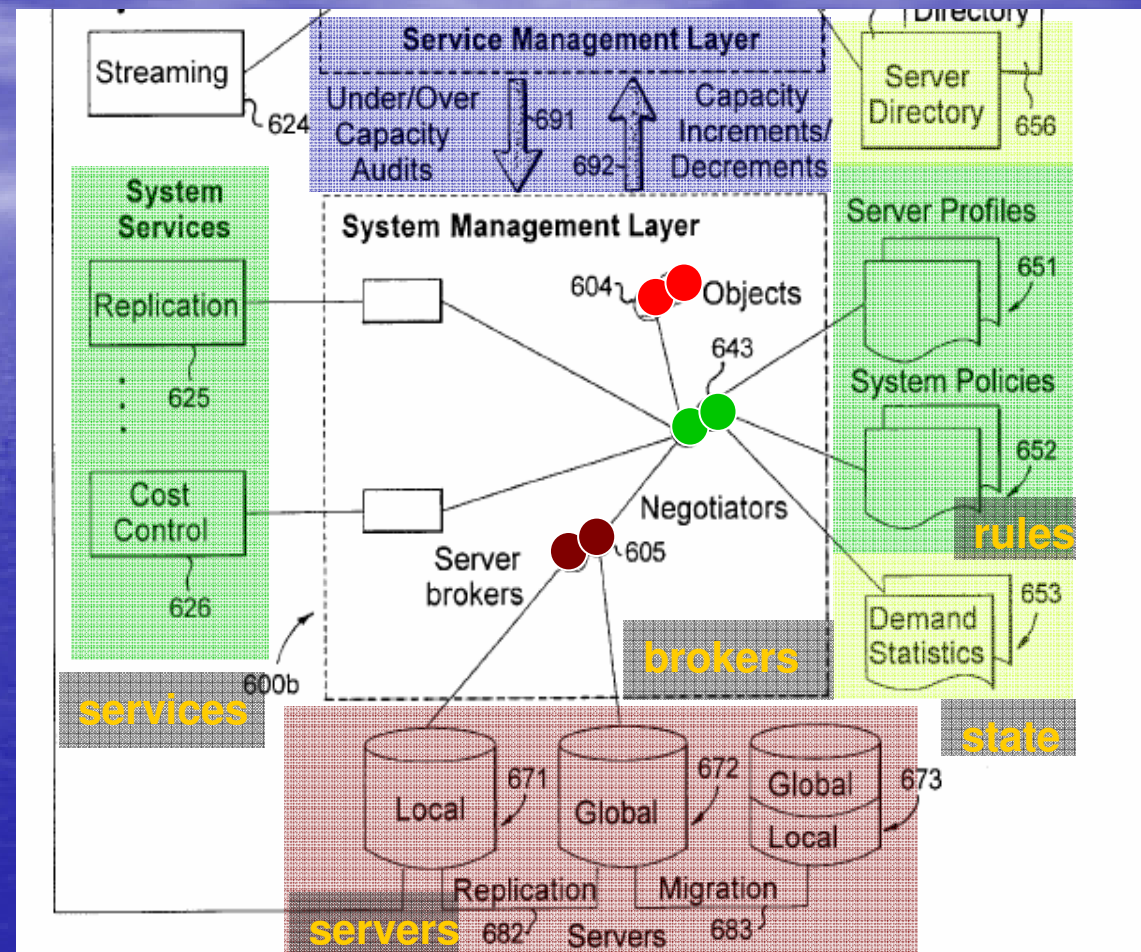 Directory
Service Management Layer
Streaming
624
Under/Over
Capacity
Audits
691
692
Capacity
Increments/
Decrements
Server
Directory
656
System
Services
System Management Layer
Server Profiles
651
Replication
625
604
Objects
643
System Policies
652
rules
Cost
Control
626
Negotiators
605
Server
brokers
653
Demand
Statistics
brokers
600b
services
state
671
Local
672
Global
673
Global
Local
Replication
682
Migration
683
servers
Servers